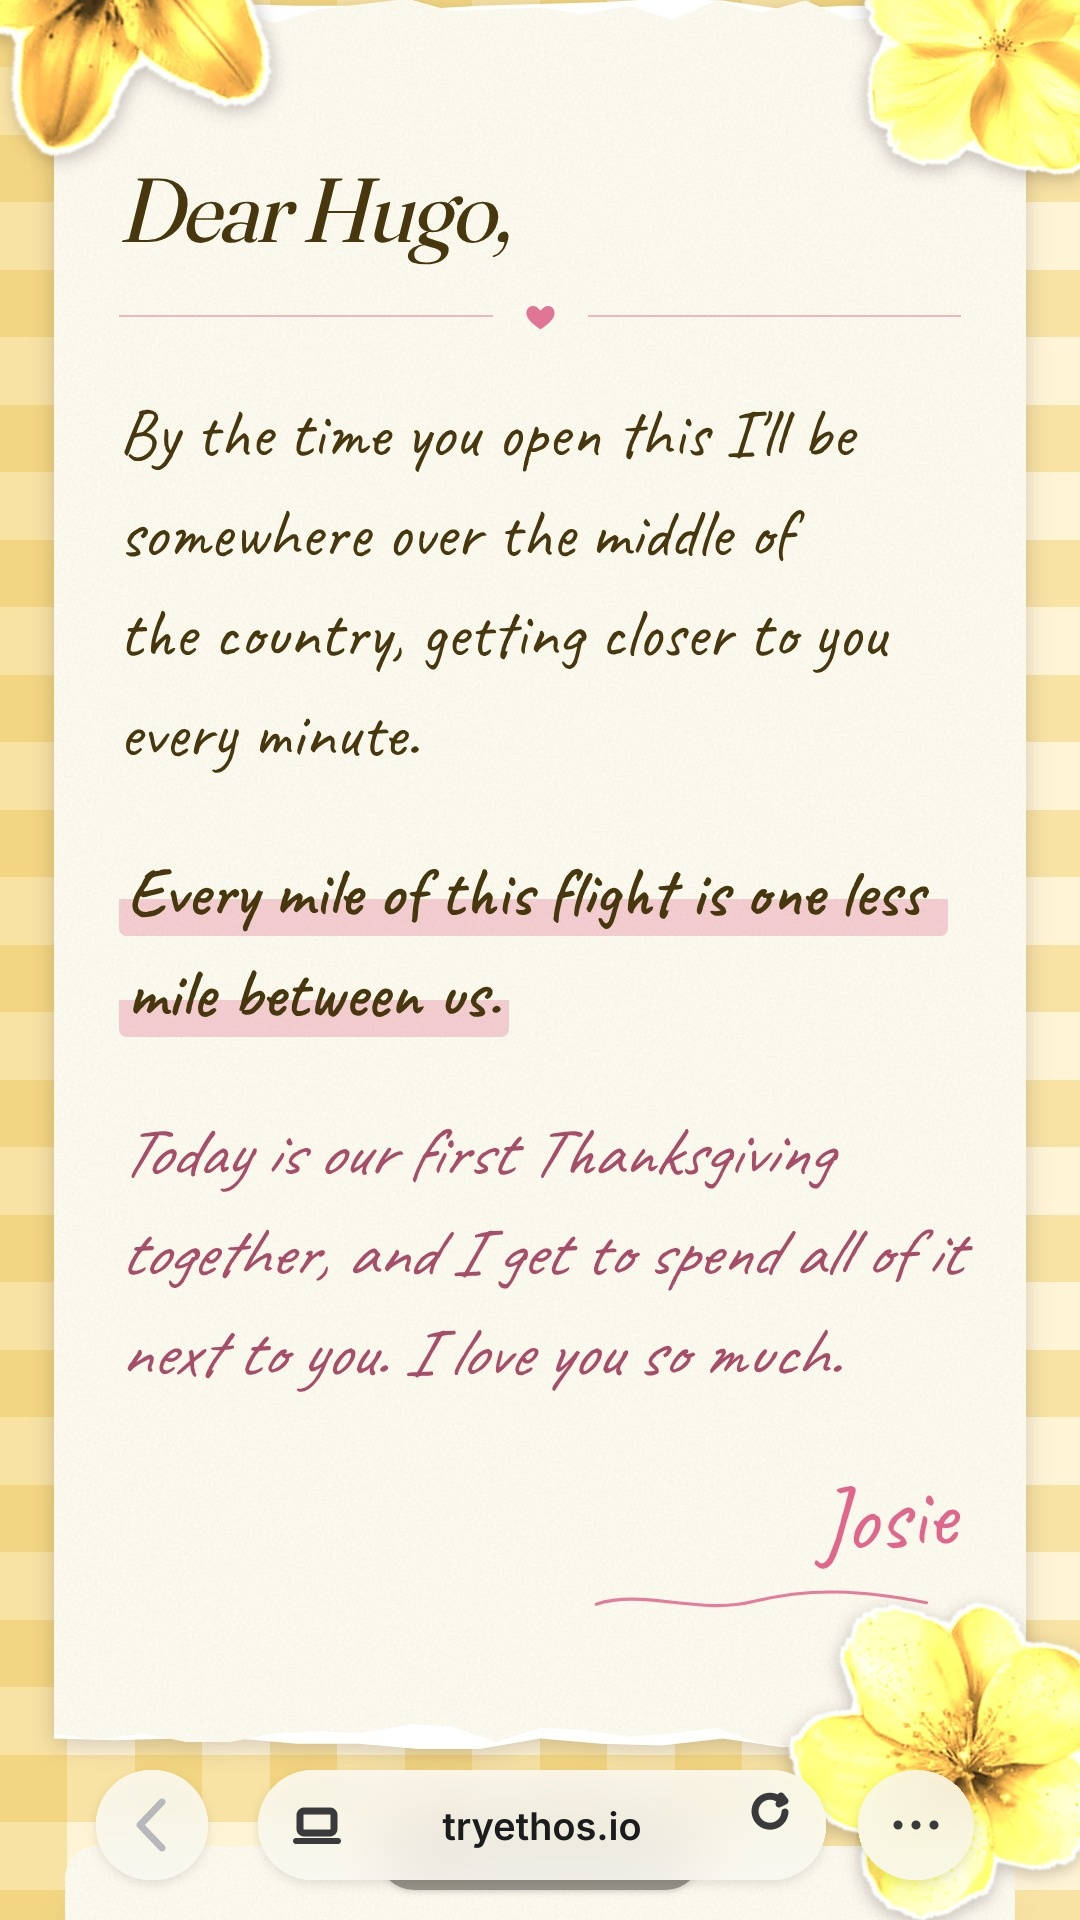 Dear Hugo,
By the time you open this I'll be
somewhere over the middle of
the country, getting closer to you
every minute.
Every mile of this flight is one less
mile between us.
Today is our first Thanksgiving
together, and I get to spend all of it
next to you. I love you so much.
Josie
tryethos.io